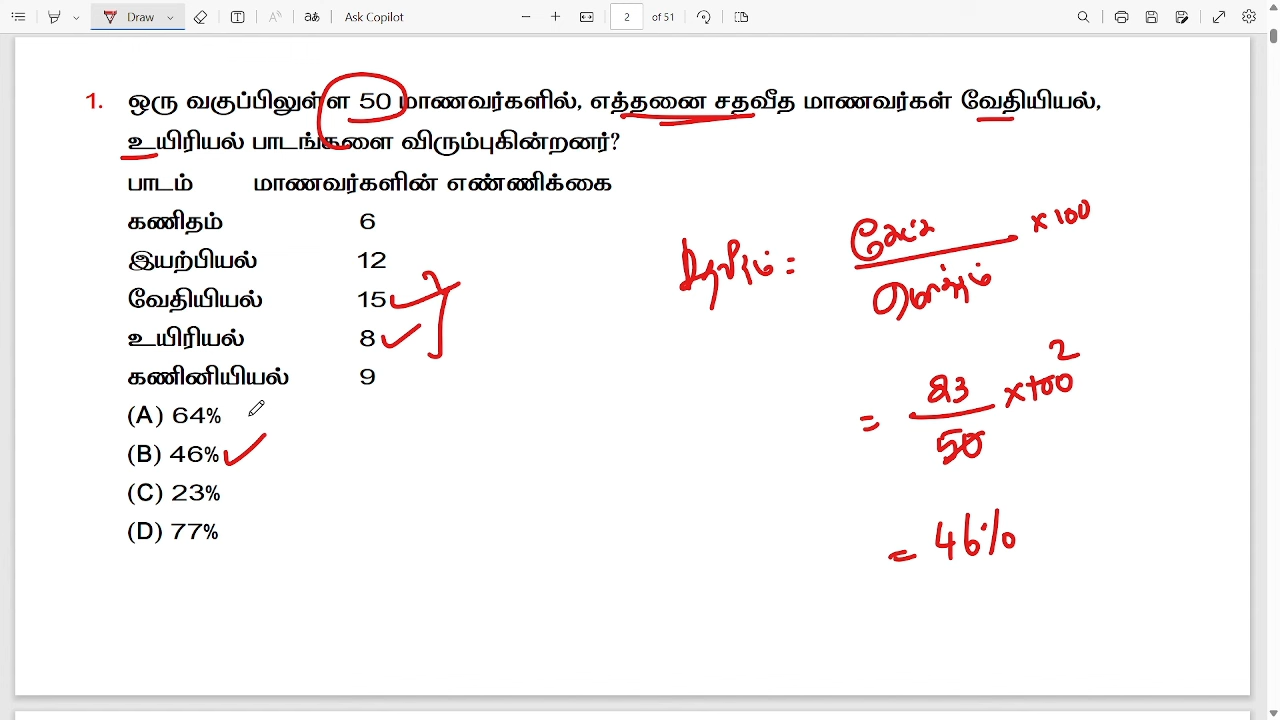 Draw
Ask Copilot
2 of 51
1. ஒரு வகுப்பிலுள்ள 50 மாணவர்களில், எத்தனை சதவீத மாணவர்கள் வேதியியல்,
உயிரியல் பாடங்களை விரும்புகின்றனர்?
பாடம் மாணவர்களின் எண்ணிக்கை
கணிதம் 6
இயற்பியல் 12
வேதியியல் 15
உயிரியல் 8
கணினியியல் 9
(A) 64%
(B) 46%
(C) 23%
(D) 77%
= × 100
மொத்தம்
2
= 23 × 100
50
= 46%